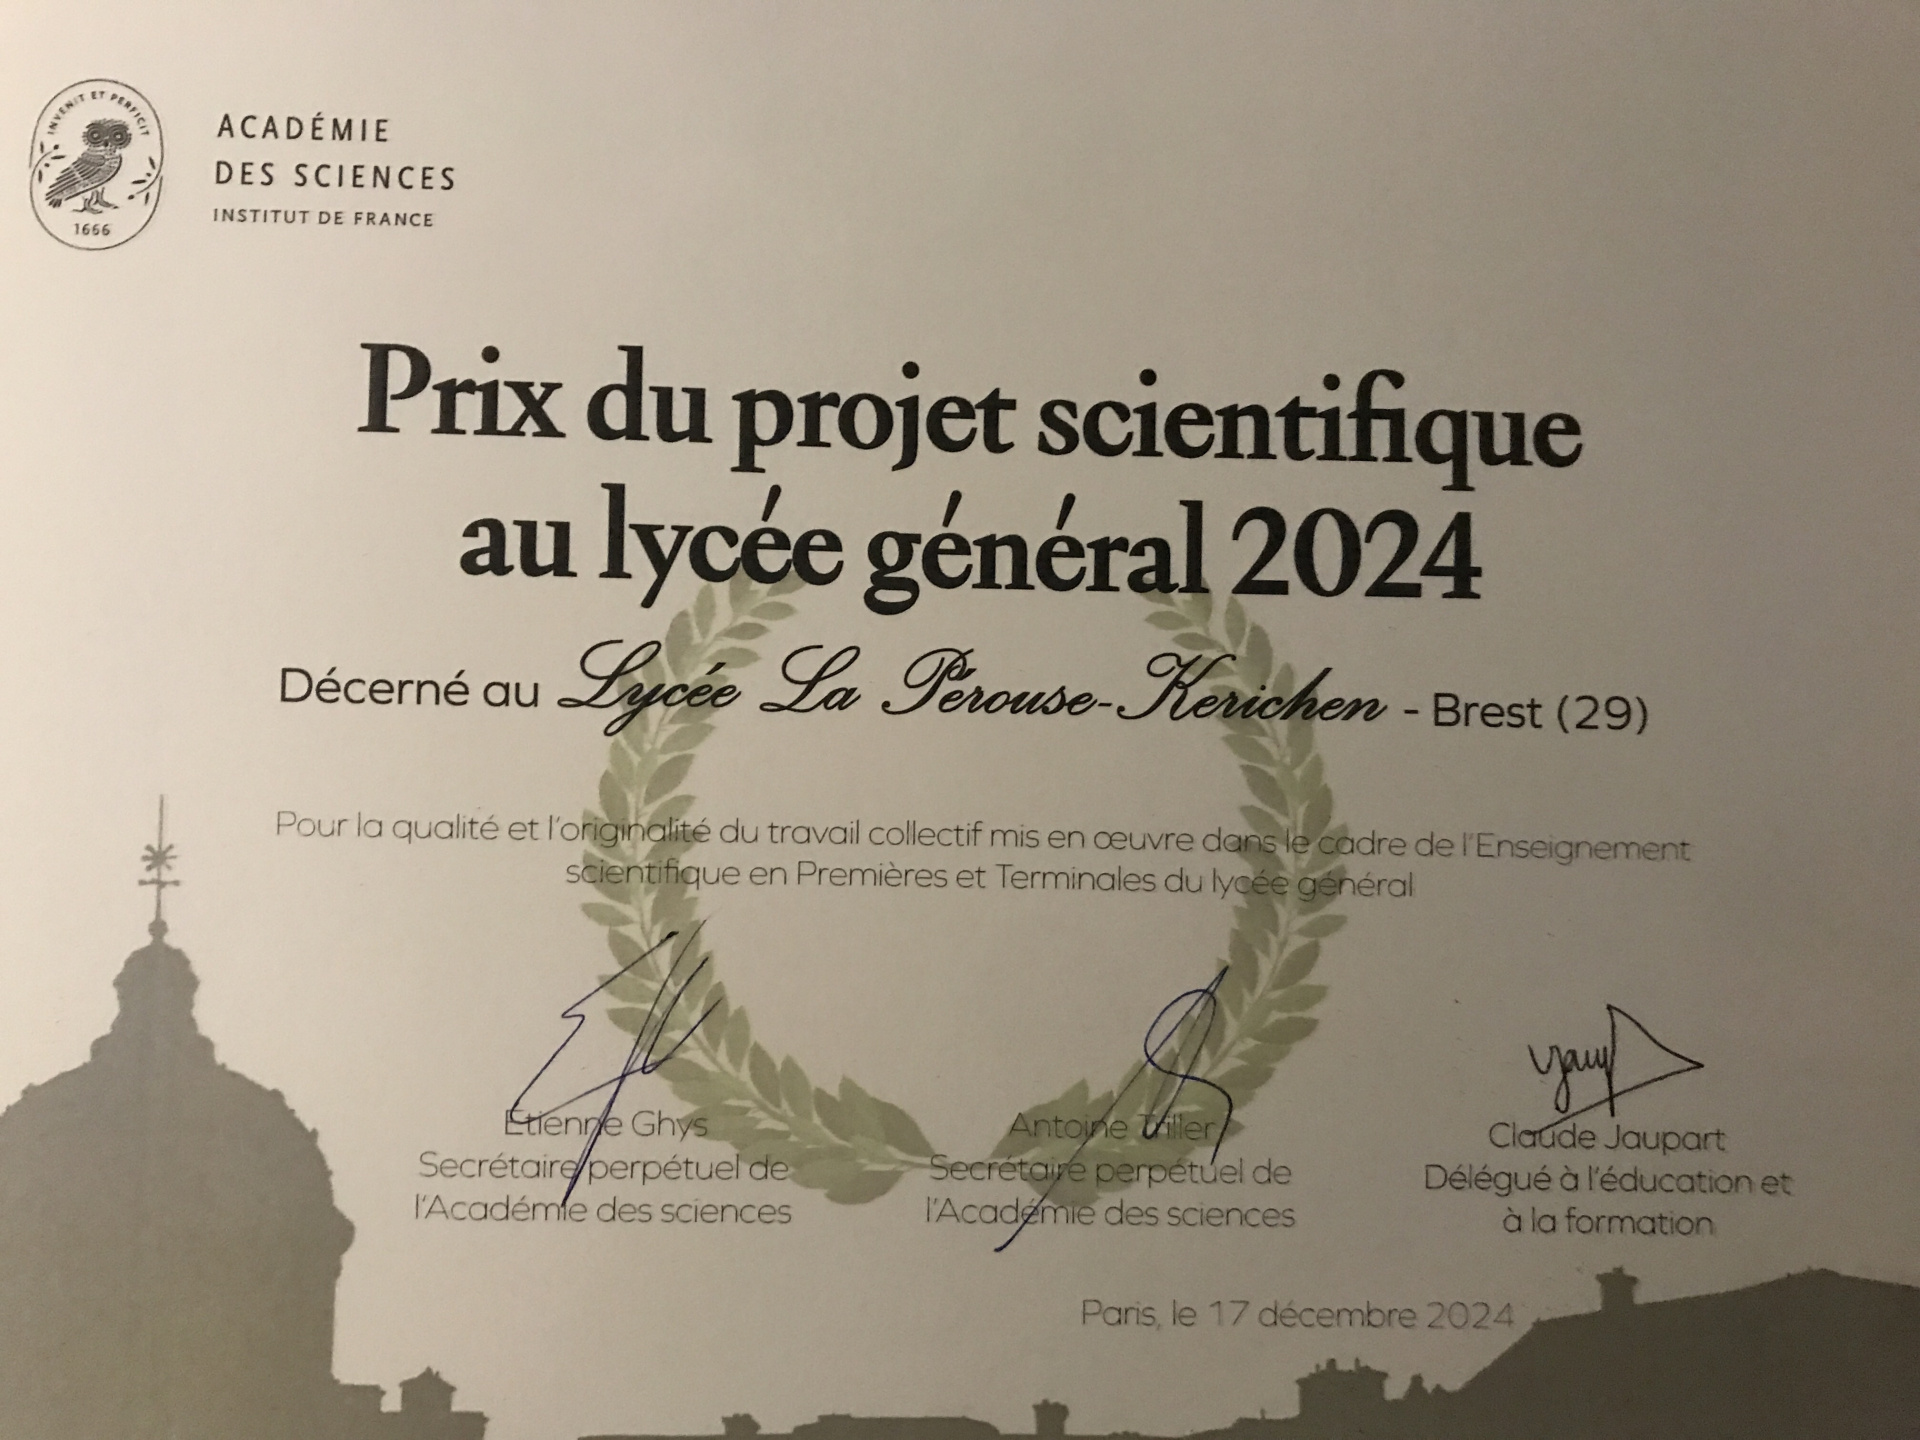 INVENIT ET PERFICIT
1666
ACADÉMIE
DES SCIENCES
INSTITUT DE FRANCE
Prix du projet scientifique
au lycée général 2024
Décerné au Lycée La Pérouse-Kerichen - Brest (29)
Pour la qualité et l'originalité du travail collectif mis en œuvre dans le cadre de l'Enseignement
scientifique en Premières et Terminales du lycée général
Etienne Ghys
Secrétaire perpétuel de
l'Académie des sciences
Antoine Triller
Secrétaire perpétuel de
l'Académie des sciences
Claude Jaupart
Délégué à l'éducation et
à la formation
Paris, le 17 décembre 2024